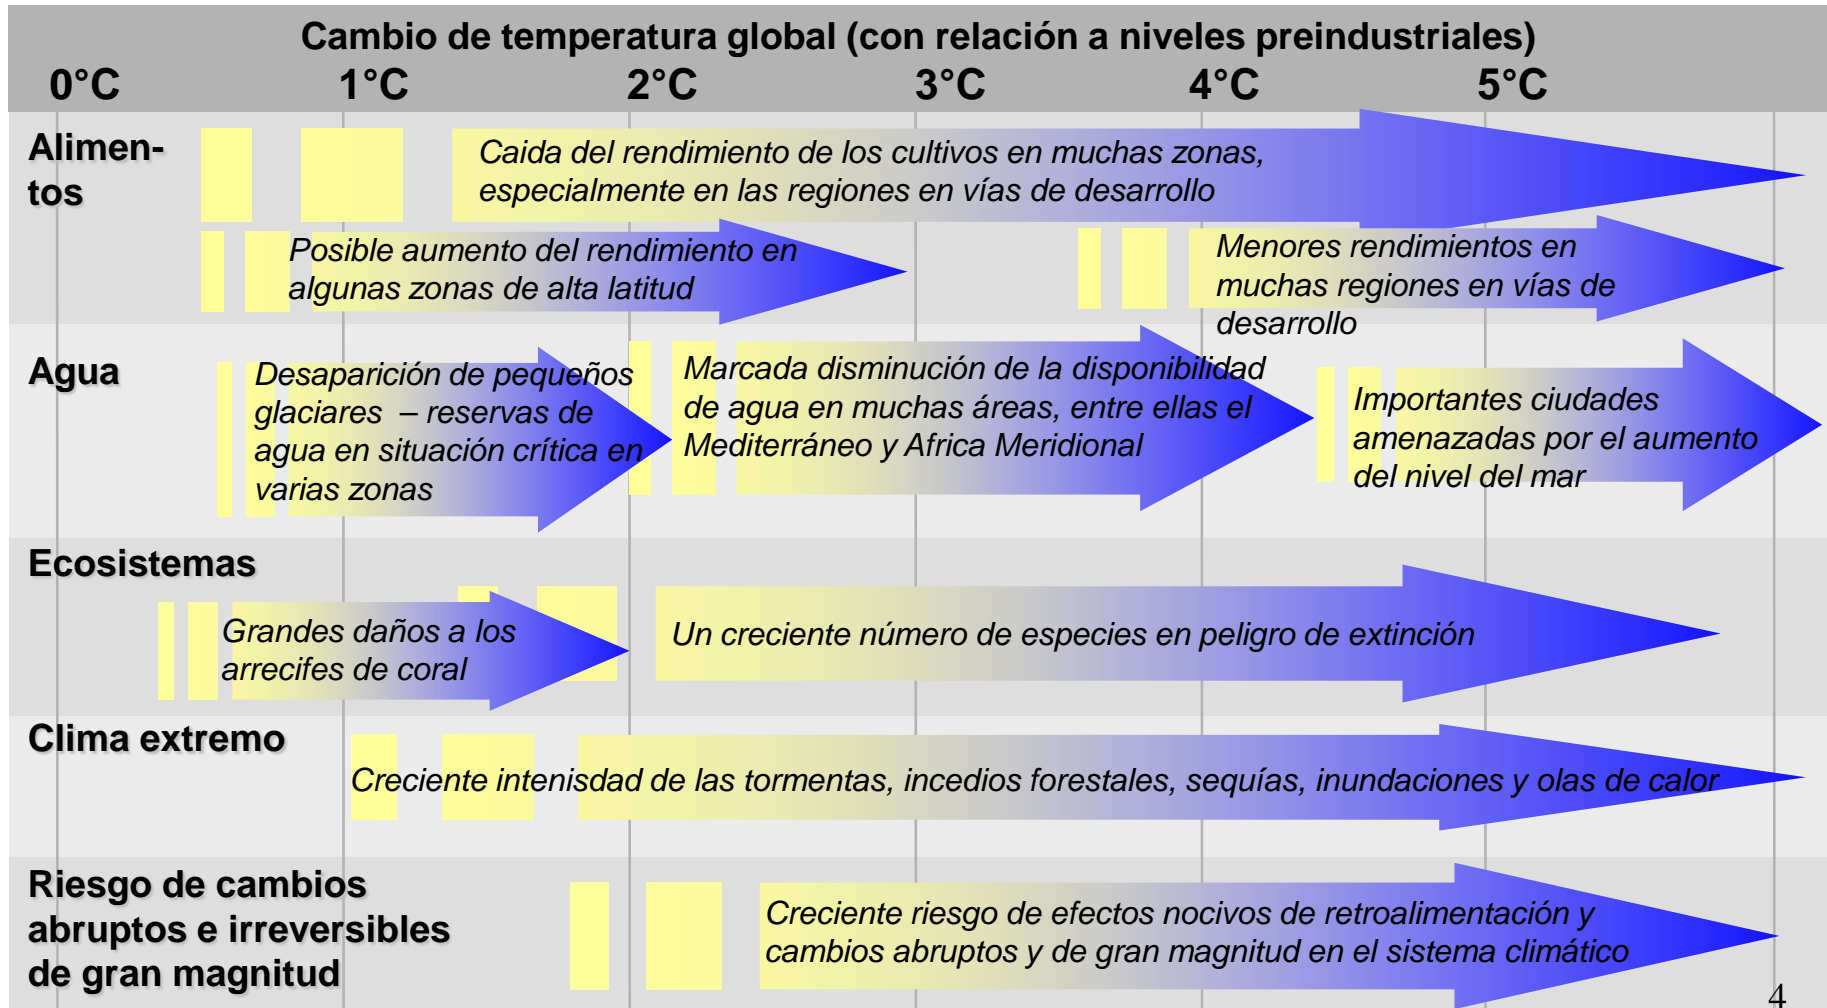 Cambio de temperatura global (con relación a niveles preindustriales)
0°C 1°C 2°C 3°C 4°C 5°C
Alimen-
tos
Caida del rendimiento de los cultivos en muchas zonas,
especialmente en las regiones en vías de desarrollo
Posible aumento del rendimiento en
algunas zonas de alta latitud
Menores rendimientos en
muchas regiones en vías de
desarrollo
Agua
Desaparición de pequeños
glaciares – reservas de
agua en situación crítica en
varias zonas
Marcada disminución de la disponibilidad
de agua en muchas áreas, entre ellas el
Mediterráneo y Africa Meridional
Importantes ciudades
amenazadas por el aumento
del nivel del mar
Ecosistemas
Grandes daños a los
arrecifes de coral
Un creciente número de especies en peligro de extinción
Clima extremo
Creciente intenisdad de las tormentas, incedios forestales, sequías, inundaciones y olas de calor
Riesgo de cambios
abruptos e irreversibles
de gran magnitud
Creciente riesgo de efectos nocivos de retroalimentación y
cambios abruptos y de gran magnitud en el sistema climático
4